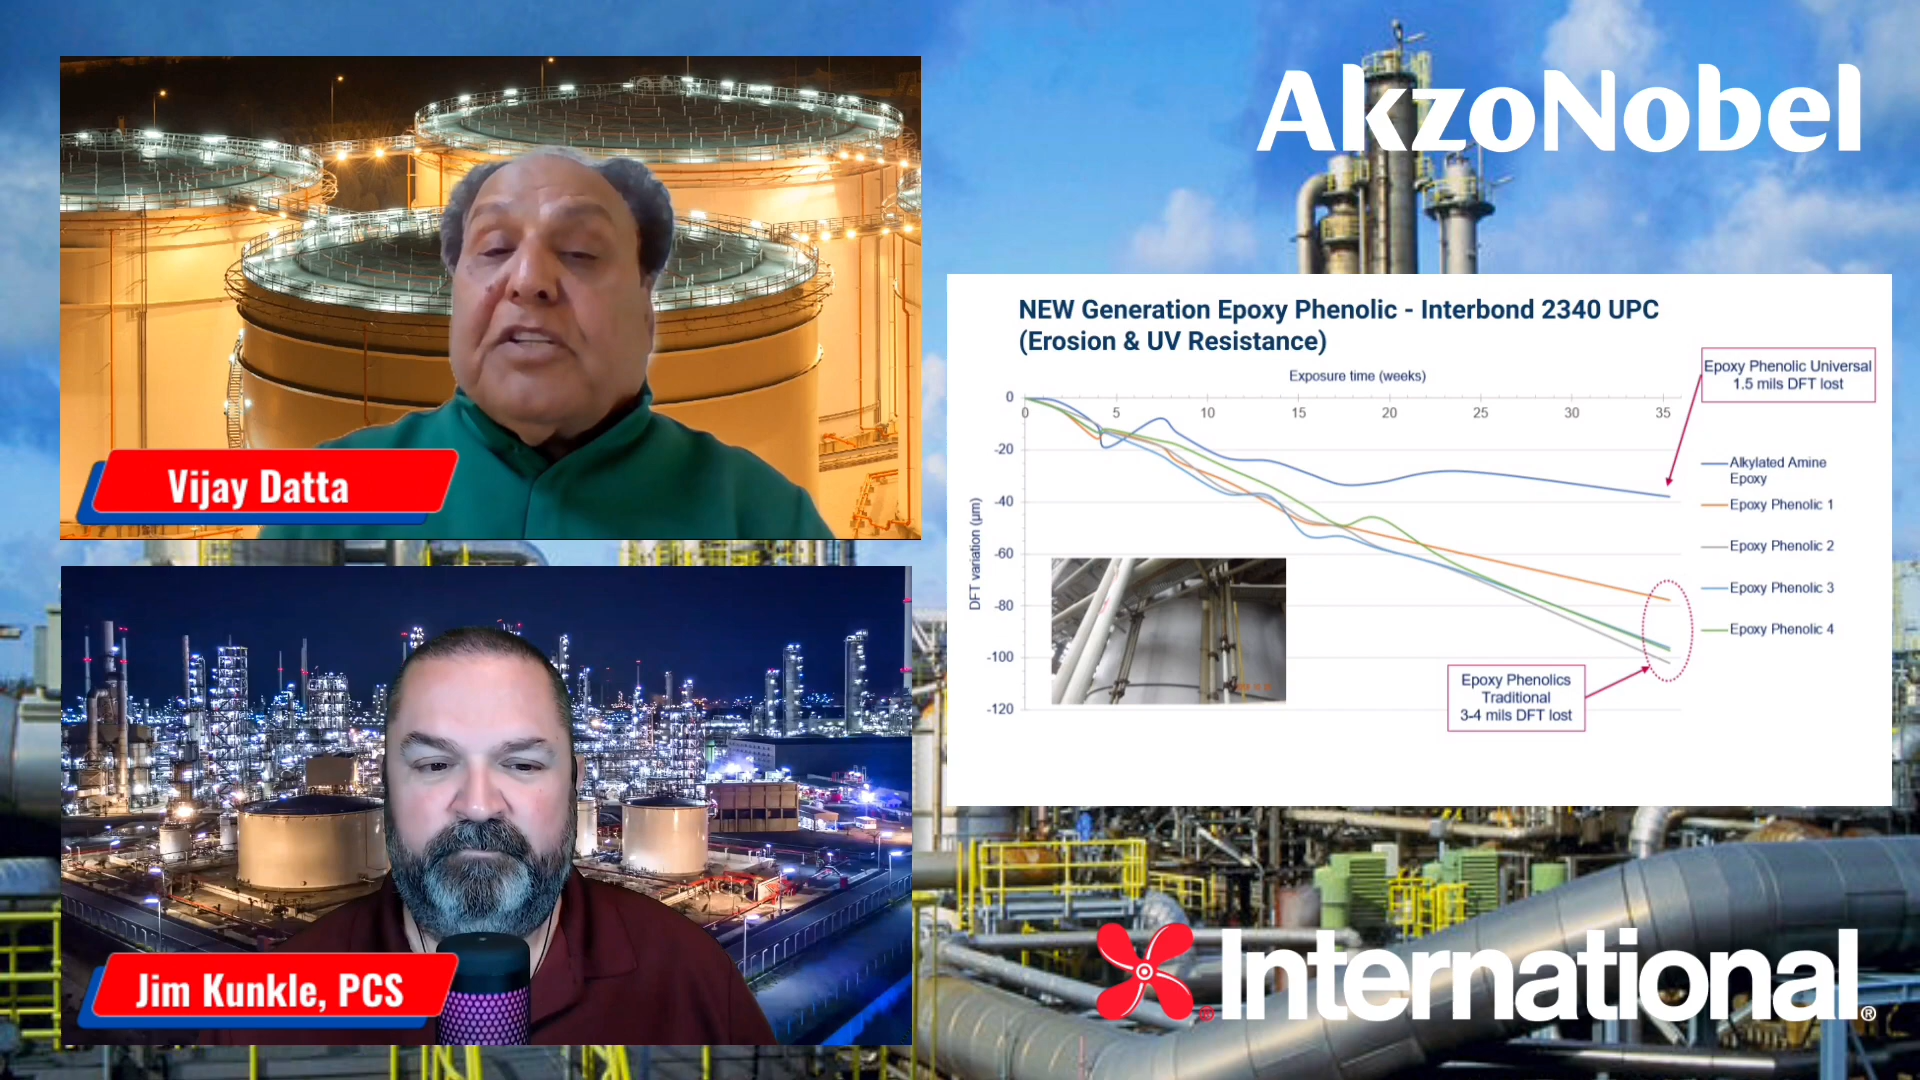 AkzoNobel
Vijay Datta
Jim Kunkle, PCS
NEW Generation Epoxy Phenolic - Interbond 2340 UPC
(Erosion & UV Resistance)
Epoxy Phenolic Universal
1.5 mils DFT lost
Exposure time (weeks)
0 5 10 15 20 25 30 35
DFT variation (µm)
0
-20
-40
-60
-80
-100
-120
Alkylated Amine
Epoxy
Epoxy Phenolic 1
Epoxy Phenolic 2
Epoxy Phenolic 3
Epoxy Phenolic 4
Epoxy Phenolics
Traditional
3-4 mils DFT lost
International®